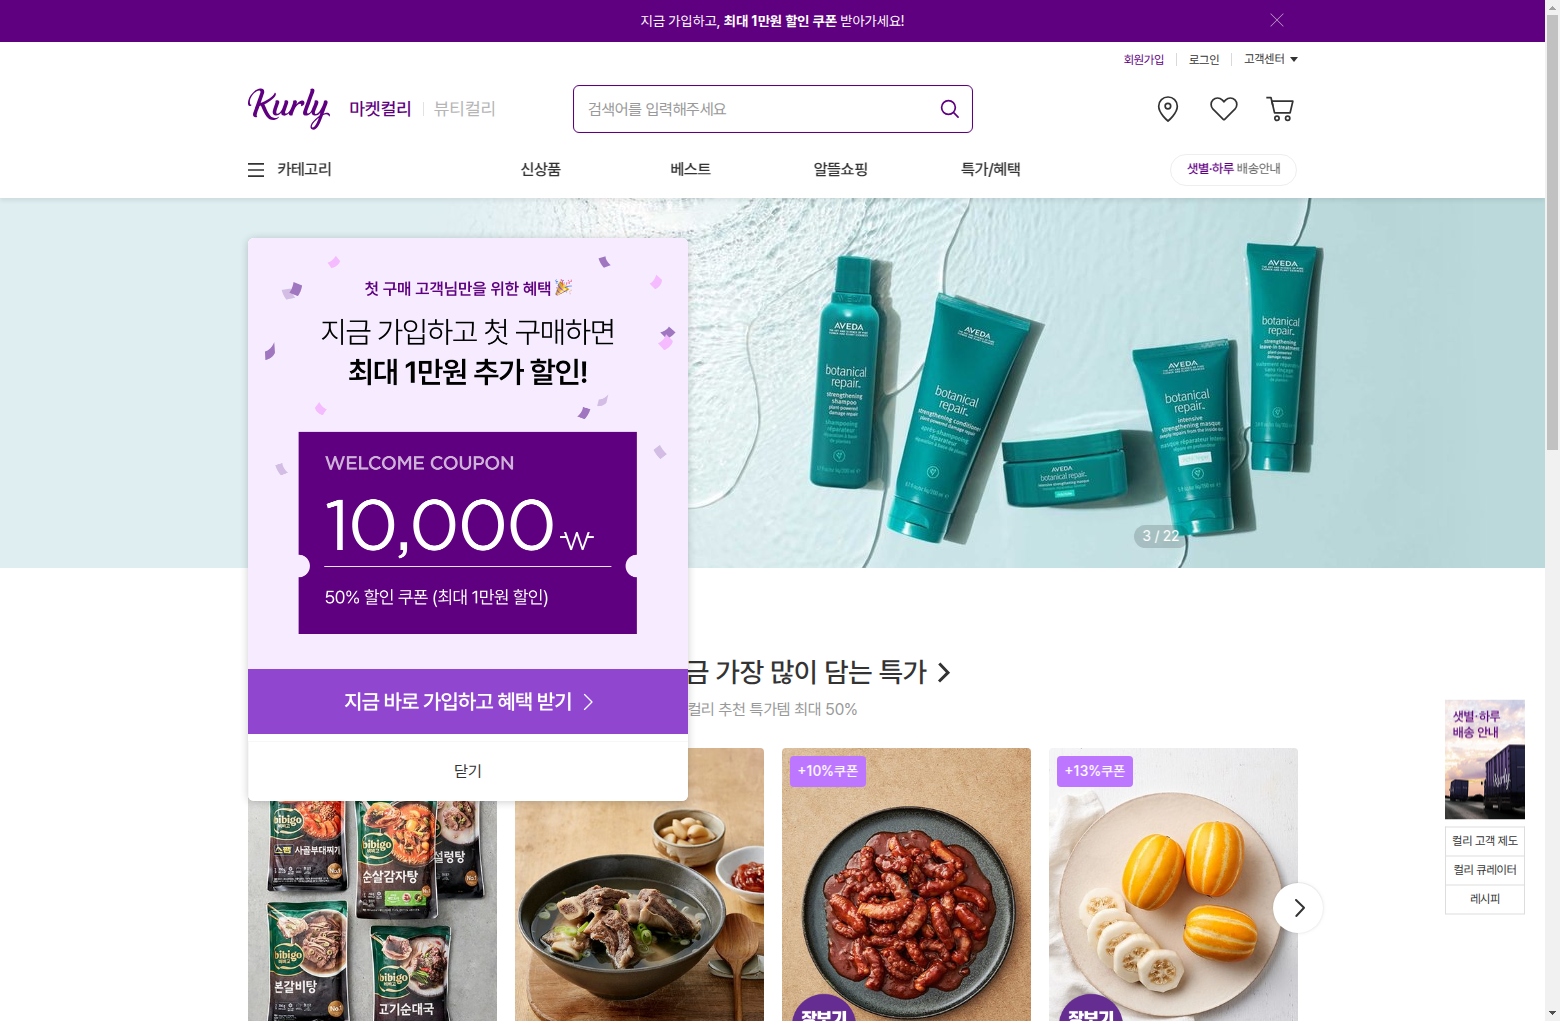 지금 가입하고, 최대 1만원 할인 쿠폰 받아가세요!
회원가입
로그인
고객센터
Kurly
마켓컬리
뷰티컬리
검색어를 입력해주세요
카테고리
신상품
베스트
알뜰쇼핑
특가/혜택
샛별·하루 배송안내
첫 구매 고객님만을 위한 혜택
지금 가입하고 첫 구매하면
최대 1만원 추가 할인!
WELCOME COUPON
10,000₩
50% 할인 쿠폰 (최대 1만원 할인)
지금 바로 가입하고 혜택 받기
닫기
AVEDA
botanical
repair
strengthening
shampoo
AVEDA
botanical
repair
strengthening conditioner
AVEDA
botanical repair
AVEDA
botanical
repair
intensive
strengthening masque
AVEDA
botanical
repair
strengthening
leave-in treatment
3 / 22
금 가장 많이 담는 특가
컬리 추천 특가템 최대 50%
+10%쿠폰
+13%쿠폰
bibigo
스팸 사골부대찌개
bibigo
순살감자탕
설렁탕
bibigo
본갈비탕
bibigo
고기순대국
장보기
장보기
샛별·하루
배송 안내
Kurly
컬리 고객 제도
컬리 큐레이터
레시피